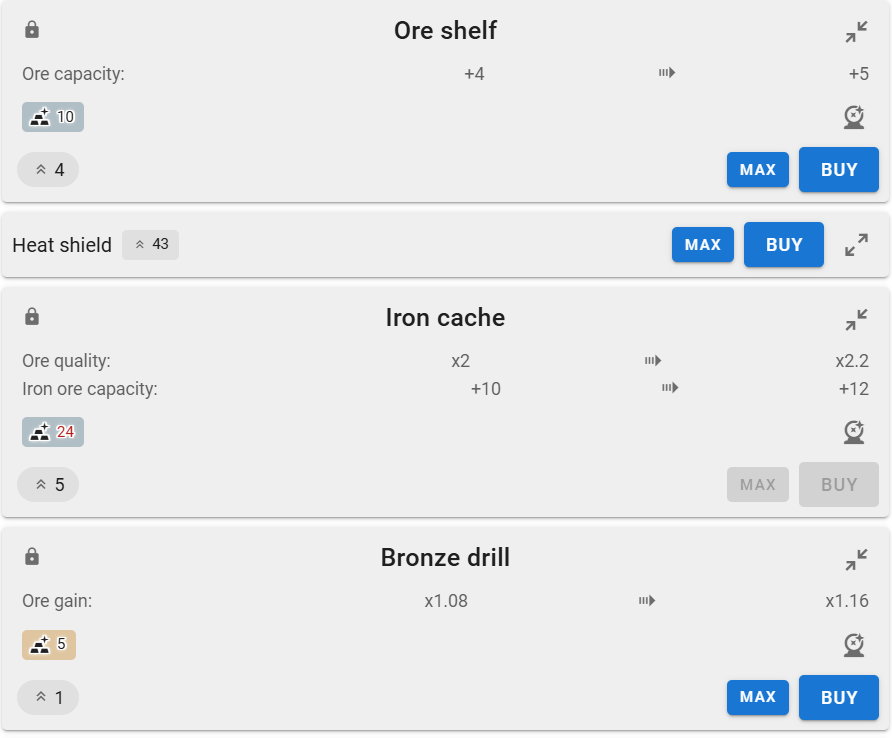 Ore shelf
Ore capacity: +4 +5
10
4 MAX BUY
Heat shield 43 MAX BUY
Iron cache
Ore quality: x2 x2.2
Iron ore capacity: +10 +12
24
5 MAX BUY
Bronze drill
Ore gain: x1.08 x1.16
5
1 MAX BUY